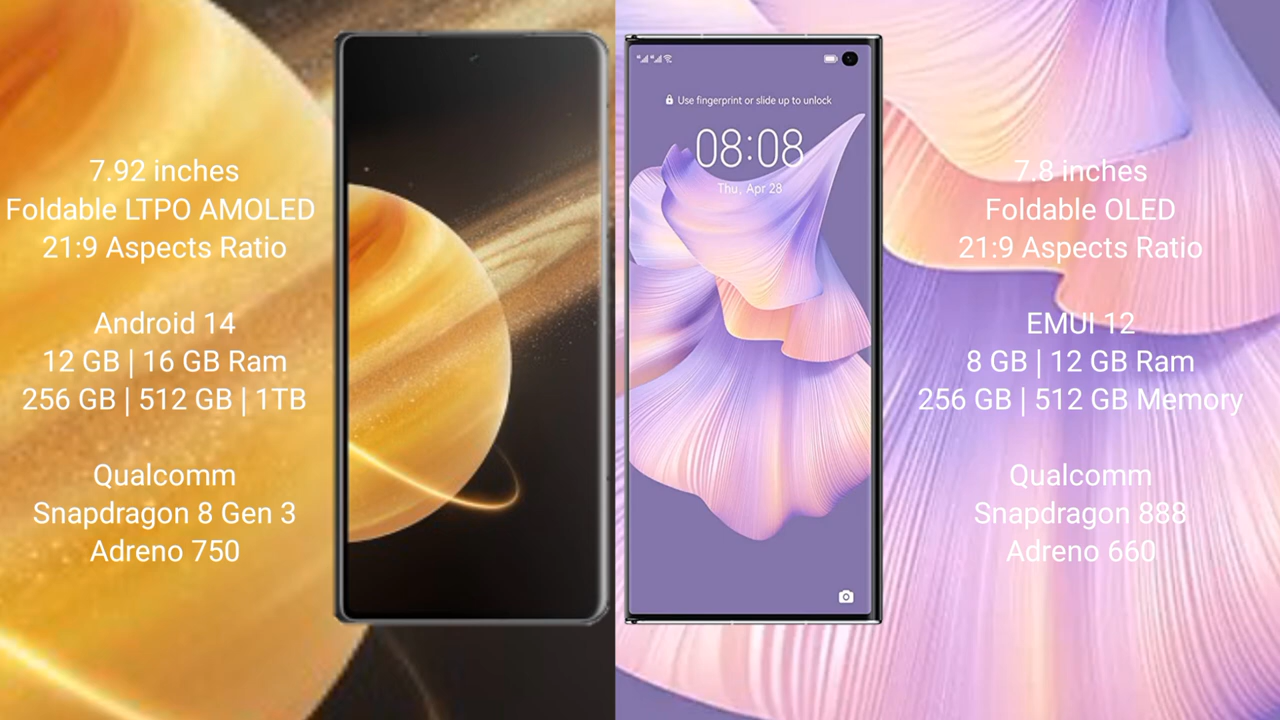 7.92 inches
Foldable LTPO AMOLED
21:9 Aspects Ratio
Android 14
12 GB | 16 GB Ram
256 GB | 512 GB | 1TB
Qualcomm
Snapdragon 8 Gen 3
Adreno 750
Use fingerprint or slide up to unlock
08:08
Thu, Apr 28
7.8 inches
Foldable OLED
21:9 Aspects Ratio
EMUI 12
8 GB | 12 GB Ram
256 GB | 512 GB Memory
Qualcomm
Snapdragon 888
Adreno 660